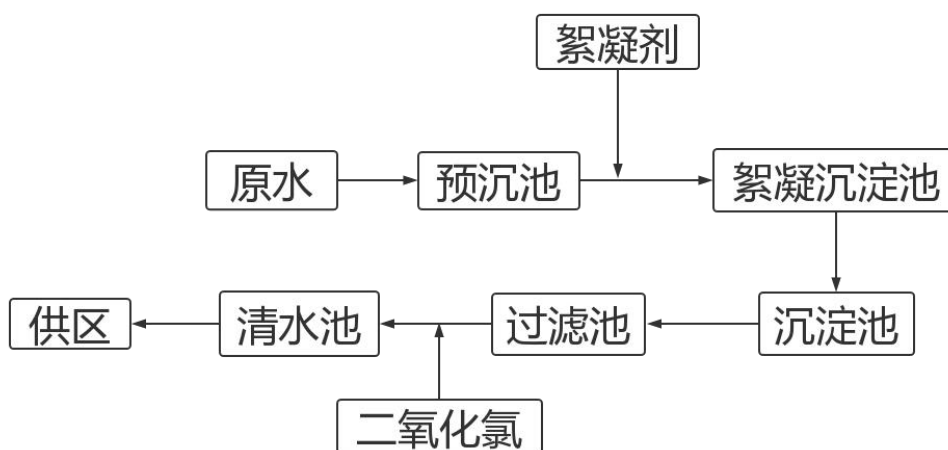 絮凝剂
原水
预沉池
絮凝沉淀池
供区
清水池
过滤池
沉淀池
二氧化氯